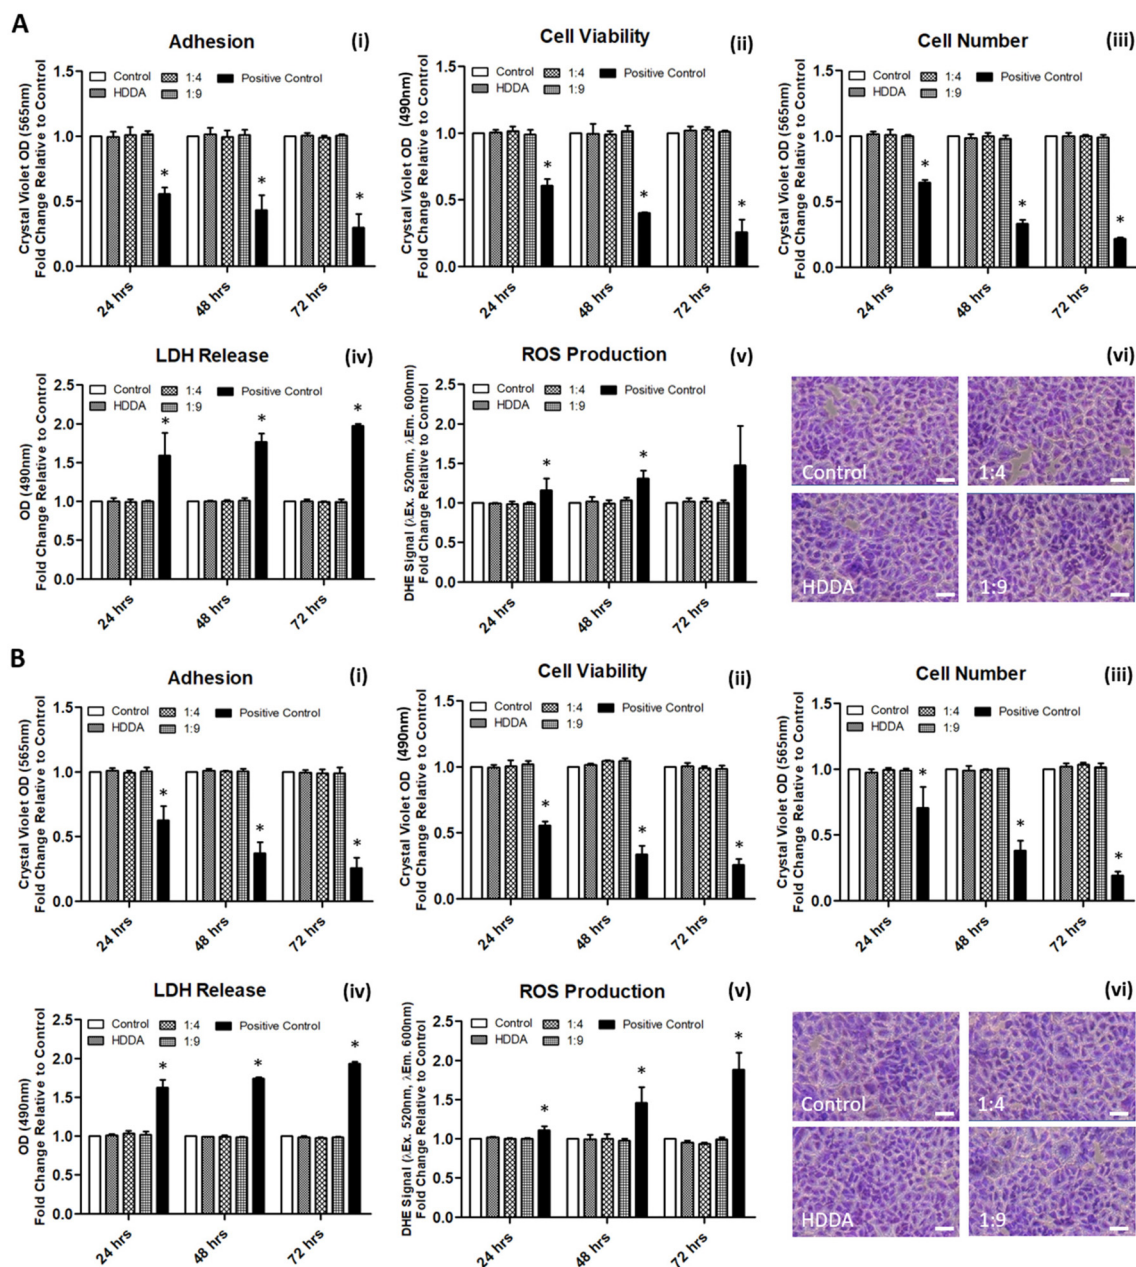 A
Adhesion
(i)
Control
1:4
Positive Control
HDDA
1:9
Crystal Violet OD (565nm)
Fold Change Relative to Control
1.5
1.0
0.5
0.0
*
*
*
24 hrs
48 hrs
72 hrs
Cell Viability
(ii)
Control
1:4
Positive Control
HDDA
1:9
Crystal Violet OD (490nm)
Fold Change Relative to Control
1.5
1.0
0.5
0.0
*
*
*
24 hrs
48 hrs
72 hrs
Cell Number
(iii)
Control
1:4
Positive Control
HDDA
1:9
Crystal Violet OD (565nm)
Fold Change Relative to Control
1.5
1.0
0.5
0.0
*
*
*
24 hrs
48 hrs
72 hrs
LDH Release
(iv)
Control
1:4
Positive Control
HDDA
1:9
OD (490nm)
Fold Change Relative to Control
2.5
2.0
1.5
1.0
0.5
0.0
*
*
*
24 hrs
48 hrs
72 hrs
ROS Production
(v)
Control
1:4
Positive Control
HDDA
1:9
DHE Signal (λEx. 520nm, λEm. 600nm)
Fold Change Relative to Control
2.5
2.0
1.5
1.0
0.5
0.0
*
*
24 hrs
48 hrs
72 hrs
(vi)
Control
1:4
HDDA
1:9
B
Adhesion
(i)
Control
1:4
Positive Control
HDDA
1:9
Crystal Violet OD (565nm)
Fold Change Relative to Control
1.5
1.0
0.5
0.0
*
*
*
24 hrs
48 hrs
72 hrs
Cell Viability
(ii)
Control
1:4
Positive Control
HDDA
1:9
Crystal Violet OD (490nm)
Fold Change Relative to Control
1.5
1.0
0.5
0.0
*
*
*
24 hrs
48 hrs
72 hrs
Cell Number
(iii)
Control
1:4
Positive Control
HDDA
1:9
Crystal Violet OD (565nm)
Fold Change Relative to Control
1.5
1.0
0.5
0.0
*
*
*
24 hrs
48 hrs
72 hrs
LDH Release
(iv)
Control
1:4
Positive Control
HDDA
1:9
OD (490nm)
Fold Change Relative to Control
2.5
2.0
1.5
1.0
0.5
0.0
*
*
*
24 hrs
48 hrs
72 hrs
ROS Production
(v)
Control
1:4
Positive Control
HDDA
1:9
DHE Signal (λEx. 520nm, λEm. 600nm)
Fold Change Relative to Control
2.5
2.0
1.5
1.0
0.5
0.0
*
*
*
24 hrs
48 hrs
72 hrs
(vi)
Control
1:4
HDDA
1:9